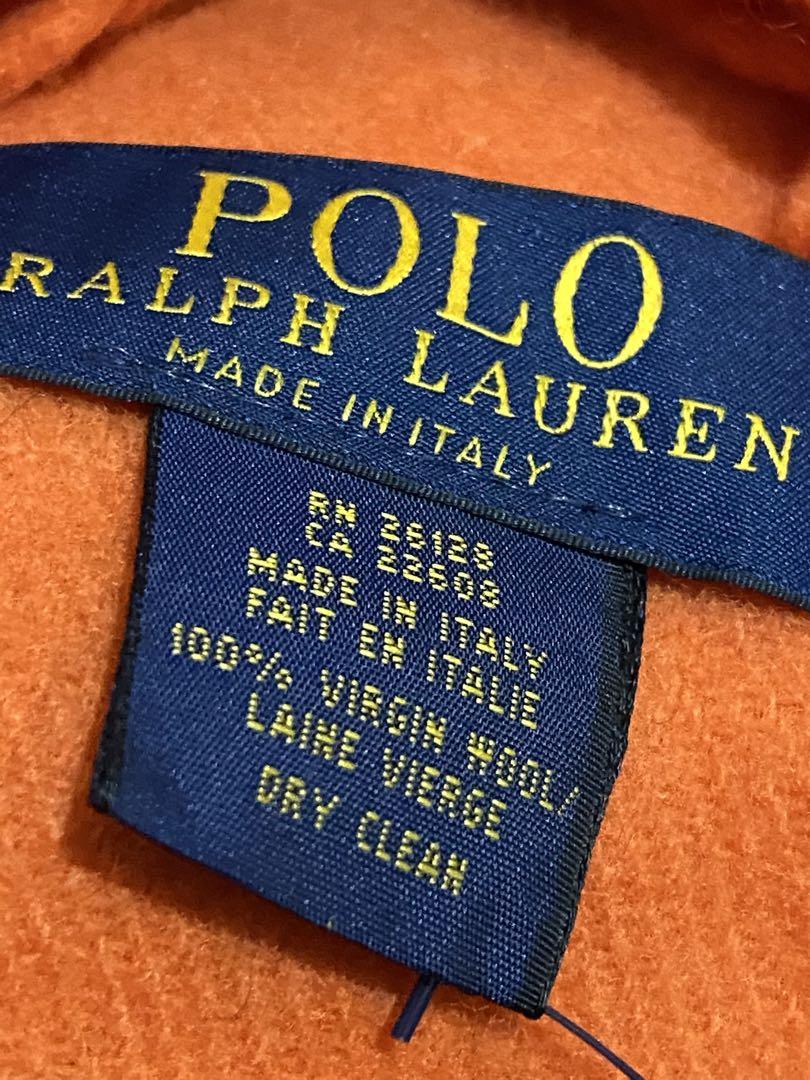 POLO
RALPH LAUREN
MADE IN ITALY
RN 26128
CA 22603
MADE IN ITALY
FAIT EN ITALIE
100% VIRGIN WOOL/
LAINE VIERGE
DRY CLEAN